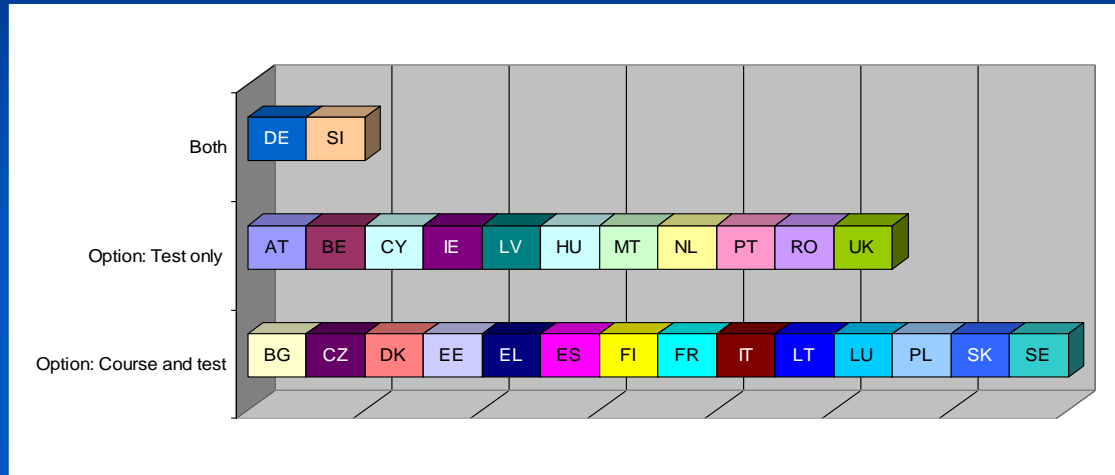 Both
DE SI
Option: Test only
AT BE CY IE LV HU MT NL PT RO UK
Option: Course and test
BG CZ DK EE EL ES FI FR IT LT LU PL SK SE